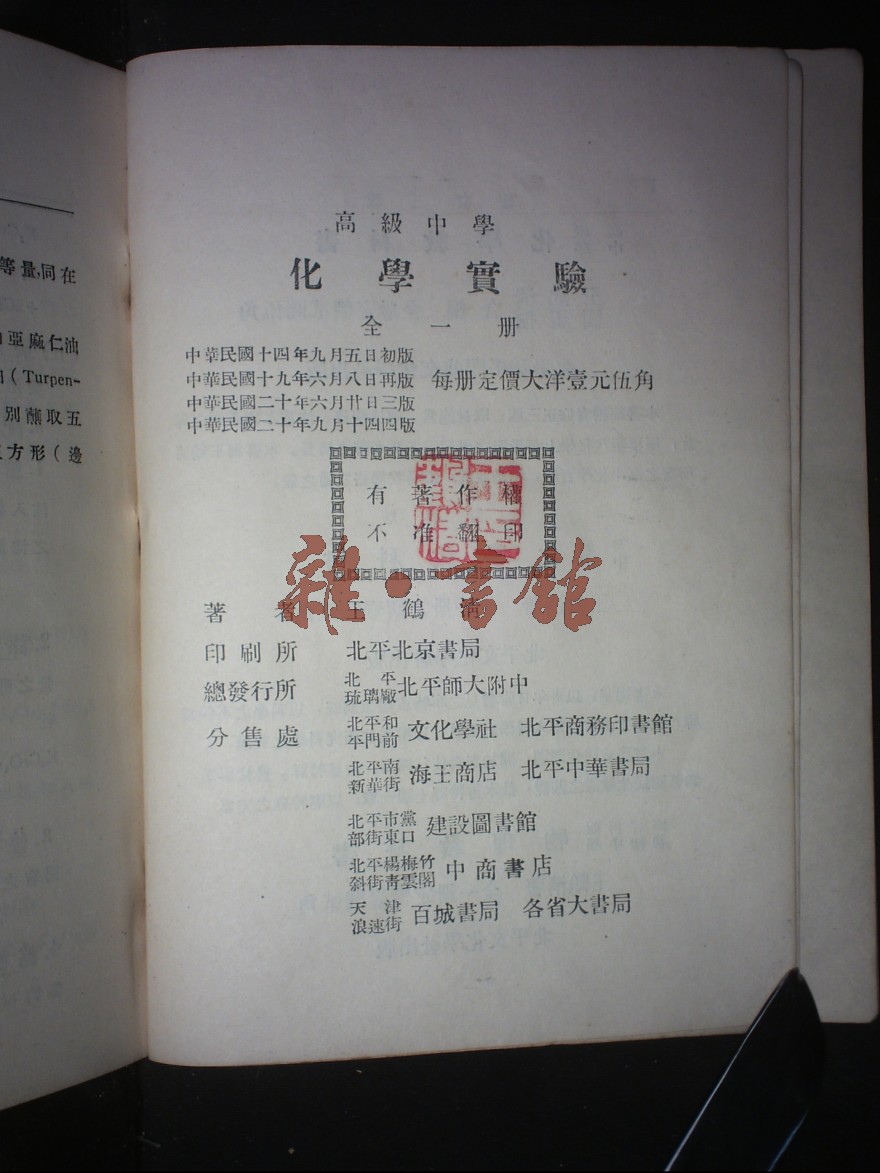 高級中學
化學實驗
全一册
中華民國十四年九月五日初版
中華民國十九年六月八日再版
中華民國二十年六月廿日三版
中華民國二十年九月十四四版
每册定價大洋壹元伍角
有著作權
不准翻印
雜·書館
著者 王鶴清
印刷所 北平北京書局
總發行所 北平琉璃廠 北平師大附中
分售處 北平和平門前 文化學社 北平商務印書館
北平南新華街 海王商店 北平中華書局
北平市黨部街東口 建設圖書館
北平楊梅竹斜街靑雲閣 中商書店
天津浪速街 百城書局 各省大書局
等量,同在
亞麻仁油
(Turpen-
別蘸取五
方形(邊